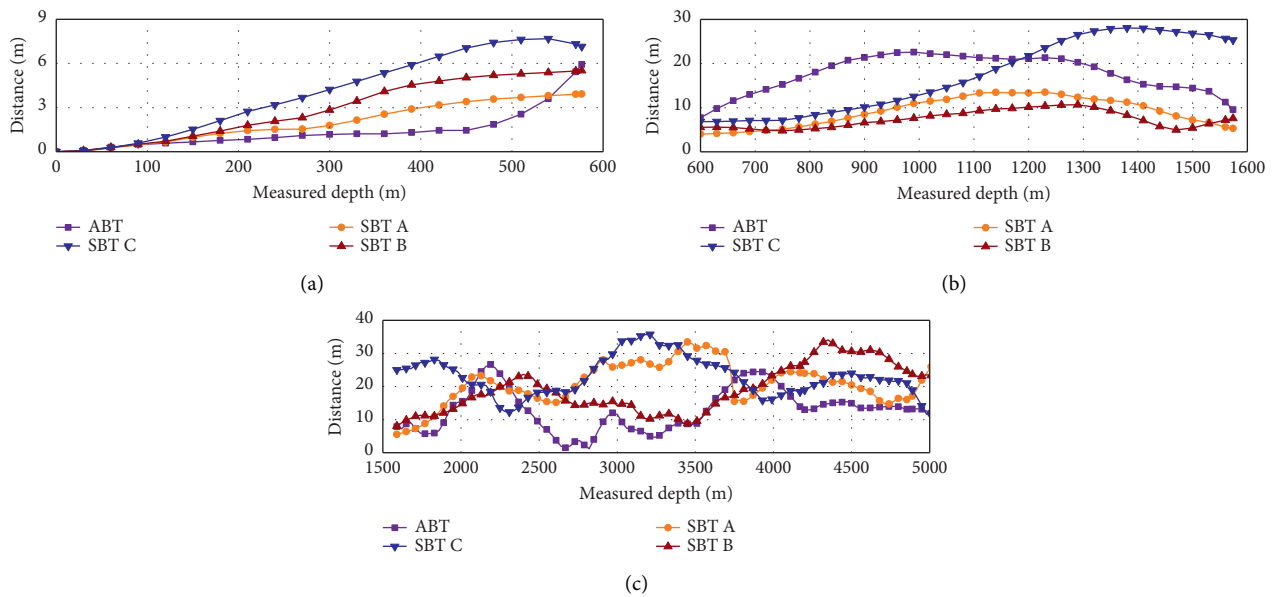 9
6
3
0
Distance (m)
0
100
200
300
400
500
600
Measured depth (m)
ABT
SBT A
SBT C
SBT B
(a)
30
20
10
0
Distance (m)
600
700
800
900
1000
1100
1200
1300
1400
1500
1600
Measured depth (m)
ABT
SBT A
SBT C
SBT B
(b)
40
30
20
10
0
Distance (m)
1500
2000
2500
3000
3500
4000
4500
5000
Measured depth (m)
ABT
SBT A
SBT C
SBT B
(c)